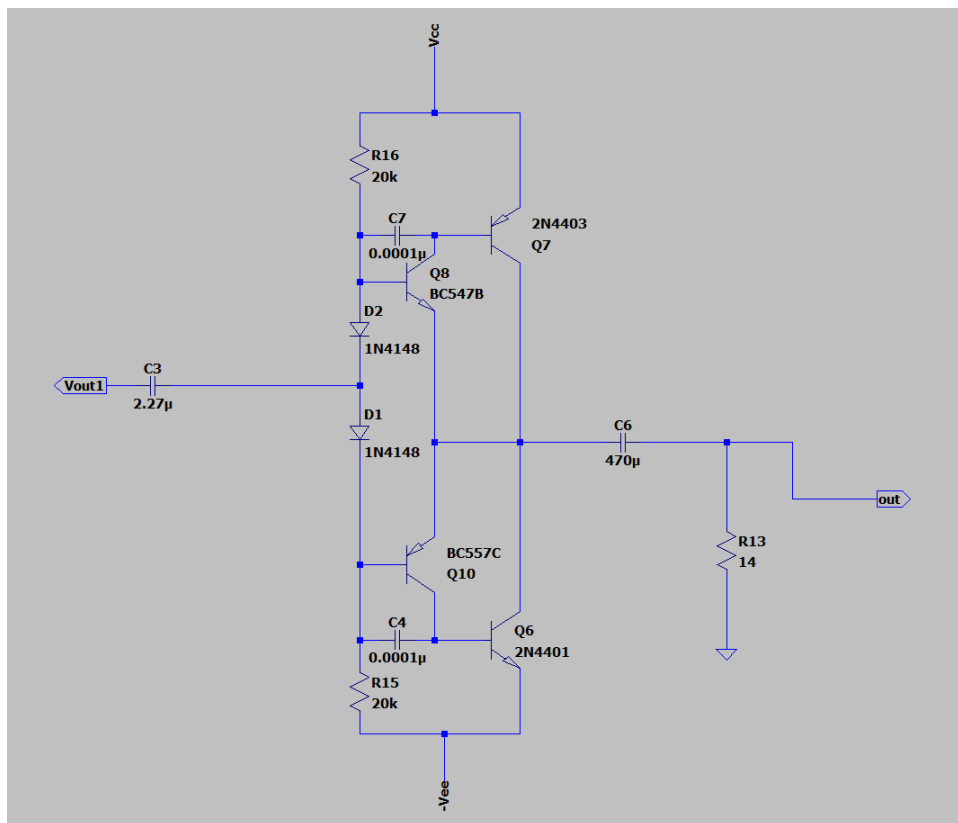 Vcc
R16
20k
C7
0.0001µ
2N4403
Q7
Q8
BC547B
D2
1N4148
Vout1
C3
2.27µ
D1
1N4148
C6
470µ
out
R13
14
BC557C
Q10
C4
0.0001µ
Q6
2N4401
R15
20k
-Vee